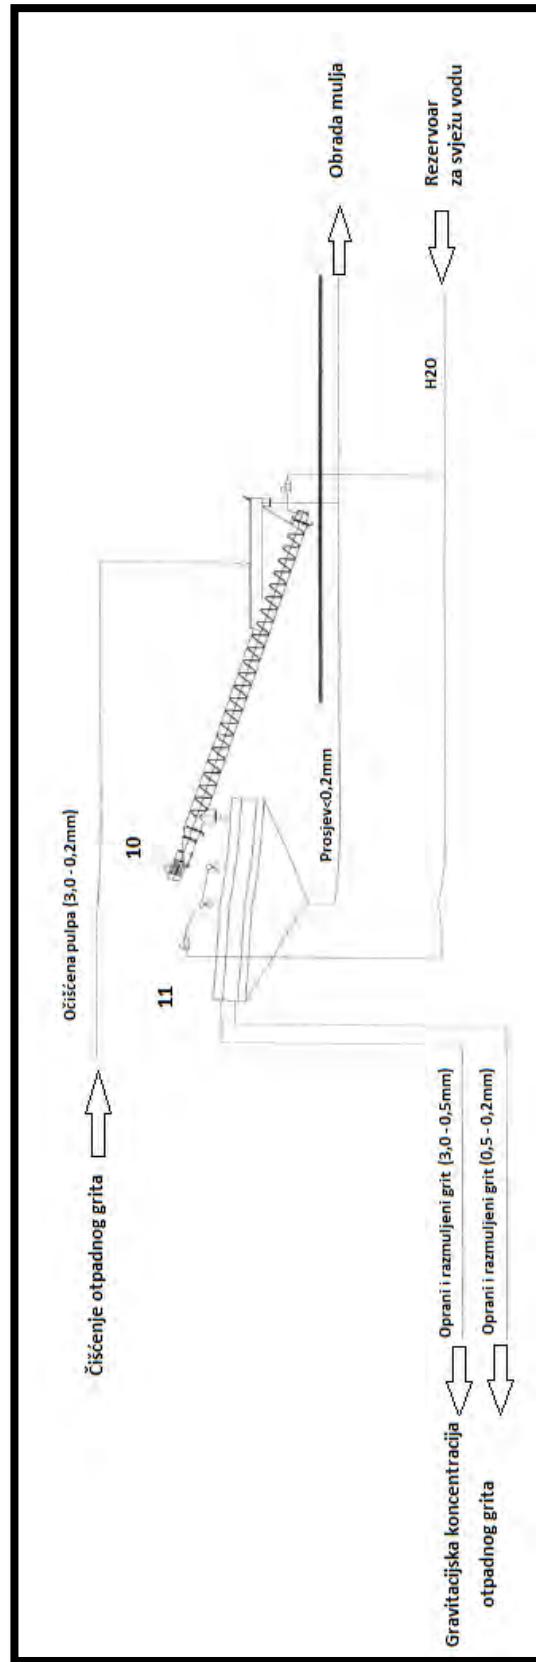 Čišćenje otpadnog grita
Očišćena pulpa (3,0 - 0,2mm)
10
11
Prosjev<0,2mm
Obrada mulja
H2O
Rezervoar
za svježu vodu
Oprani i razmuljeni grit (3,0 - 0,5mm)
Oprani i razmuljeni grit (0,5 - 0,2mm)
Gravitacijska koncentracija
otpadnog grita